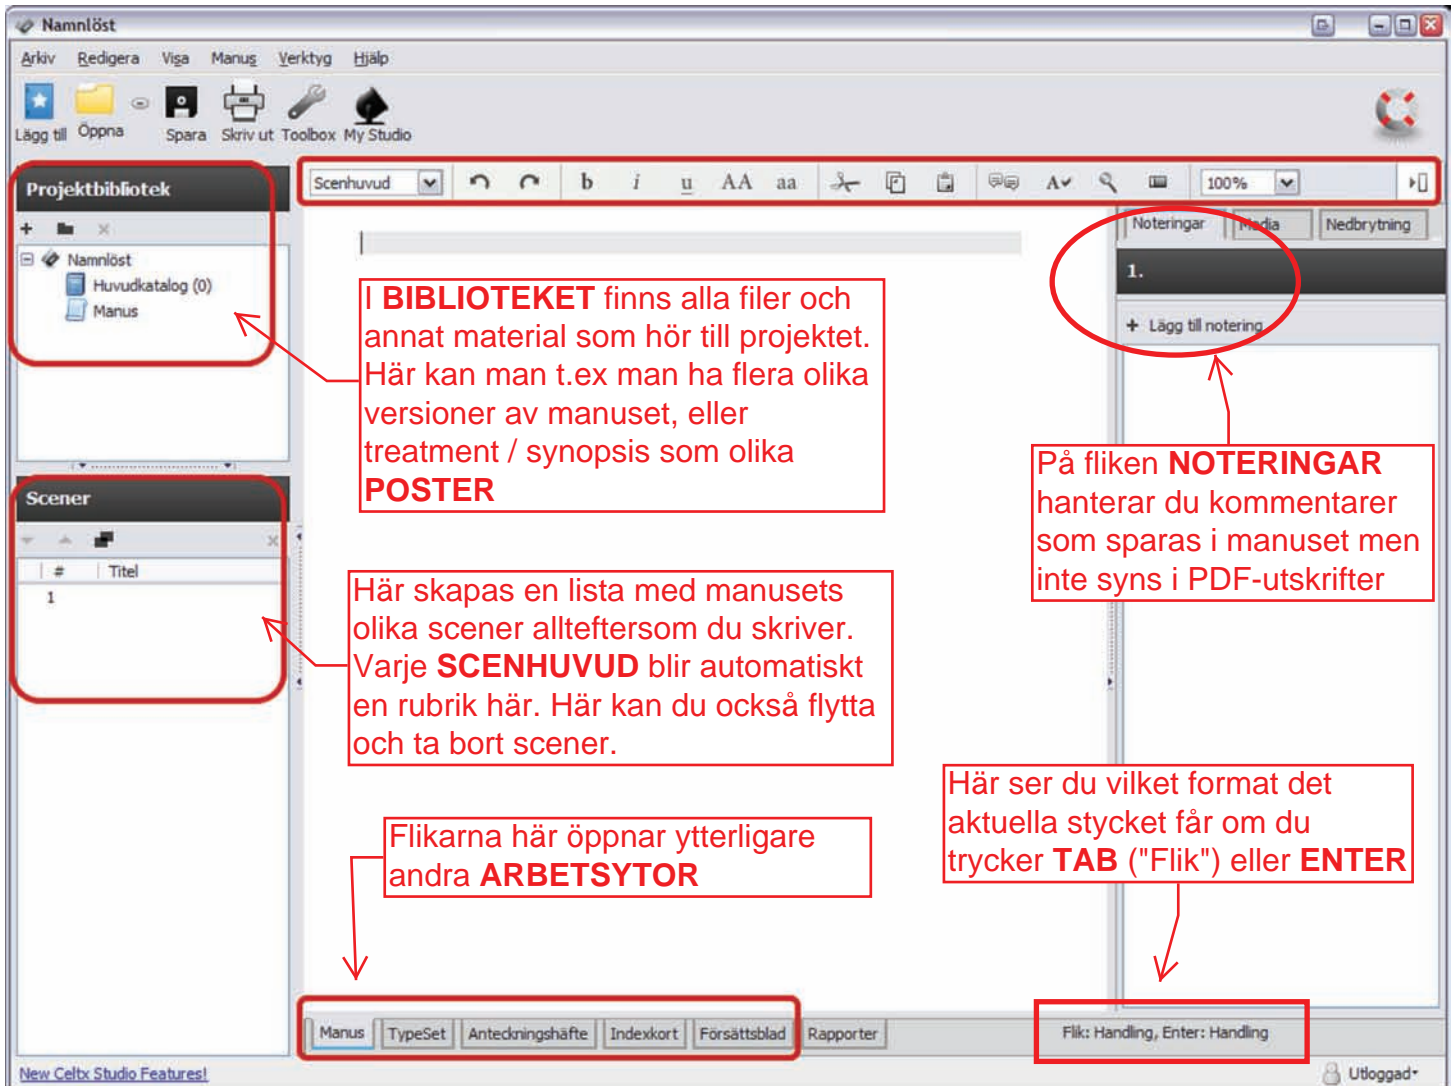 Namnlöst
Arkiv Redigera Visa Manus Verktyg Hjälp
Lägg till Öppna Spara Skriv ut Toolbox My Studio
Projektbibliotek
Namnlöst
Huvudkatalog (0)
Manus
Scenhuvud b i u AA aa A 100%
Noteringar Media Nedbrytning
1.
Lägg till notering
I BIBLIOTEKET finns alla filer och
annat material som hör till projektet.
Här kan man t.ex man ha flera olika
versioner av manuset, eller
treatment / synopsis som olika
POSTER
På fliken NOTERINGAR
hanterar du kommentarer
som sparas i manuset men
inte syns i PDF-utskrifter
Scener
# Titel
1
Här skapas en lista med manusets
olika scener allteftersom du skriver.
Varje SCENHUVUD blir automatiskt
en rubrik här. Här kan du också flytta
och ta bort scener.
Här ser du vilket format det
aktuella stycket får om du
trycker TAB ("Flik") eller ENTER
Flikarna här öppnar ytterligare
andra ARBETSYTOR
Manus TypeSet Anteckningshäfte Indexkort Försättsblad Rapporter
Flik: Handling, Enter: Handling
New Celtx Studio Features!
Utloggad